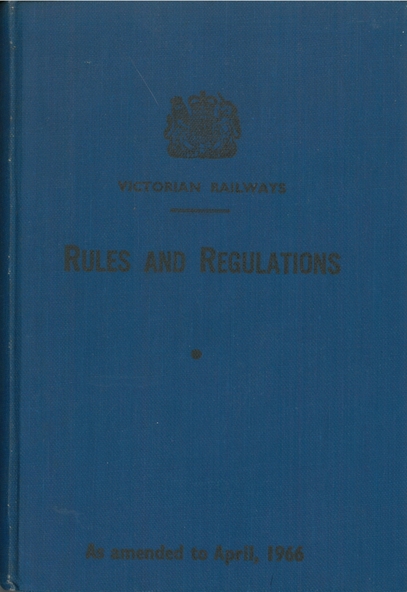 VICTORIAN RAILWAYS
RULES AND REGULATIONS
As amended to April, 1966